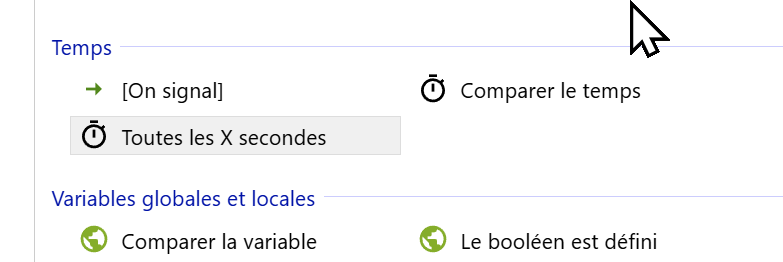 Temps
[On signal] Comparer le temps
Toutes les X secondes
Variables globales et locales
Comparer la variable Le booléen est défini